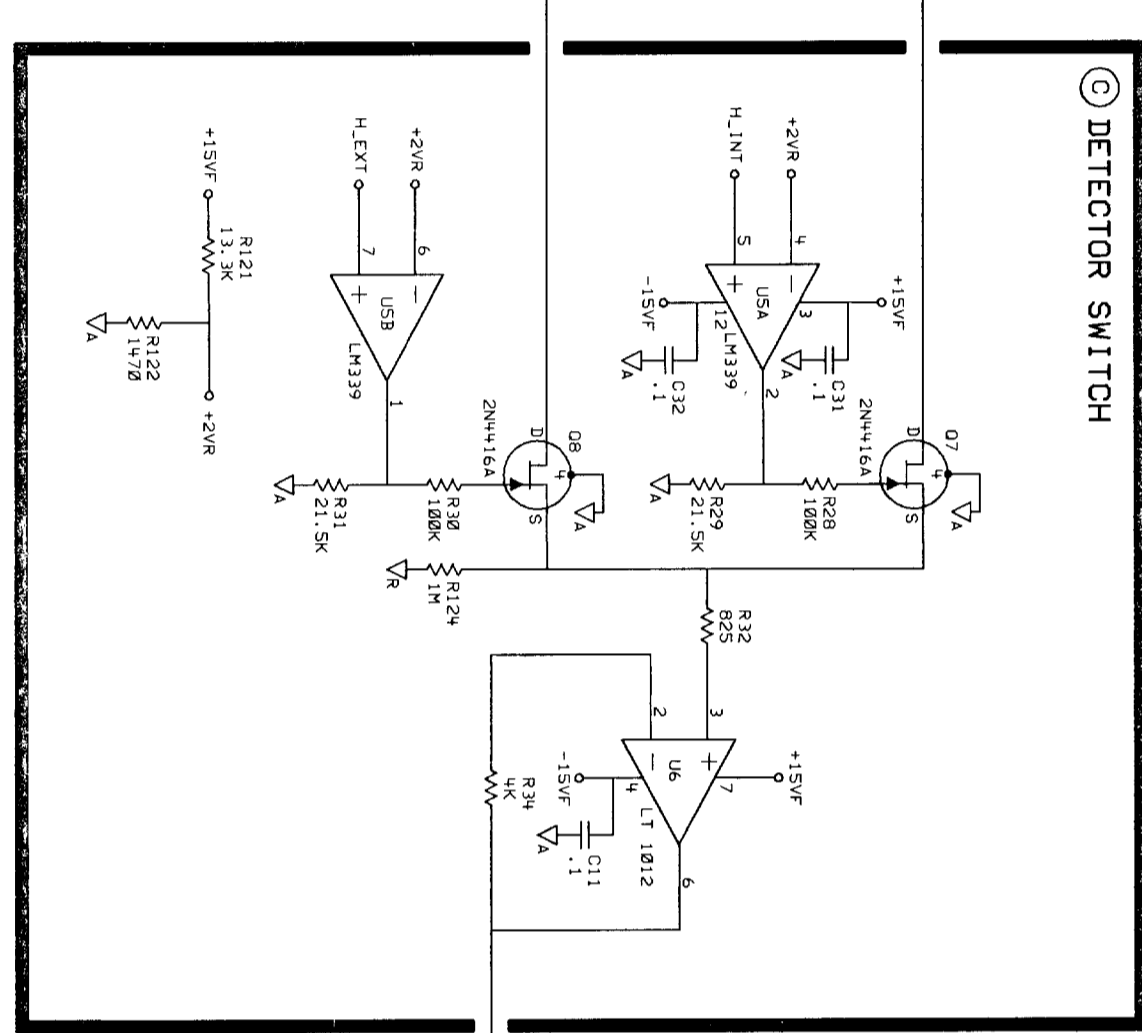 Ⓒ DETECTOR SWITCH
+15VF
C31
.1
A
3
+2VR
4
H_INT
5
−
+
U5A
LM339
12
-15VF
C32
.1
A
2
R28
100K
R29
21.5K
A
Q7
2N4416A
D
S
4
A
+2VR
6
H_EXT
7
−
+
U5B
LM339
1
R30
100K
R31
21.5K
A
Q8
2N4416A
D
S
4
A
+15VF
R121
13.3K
+2VR
R122
1470
A
R124
1M
R
R32
825
+15VF
7
3
2
+
−
U6
LT 1012
4
-15VF
C11
.1
A
6
R34
4K